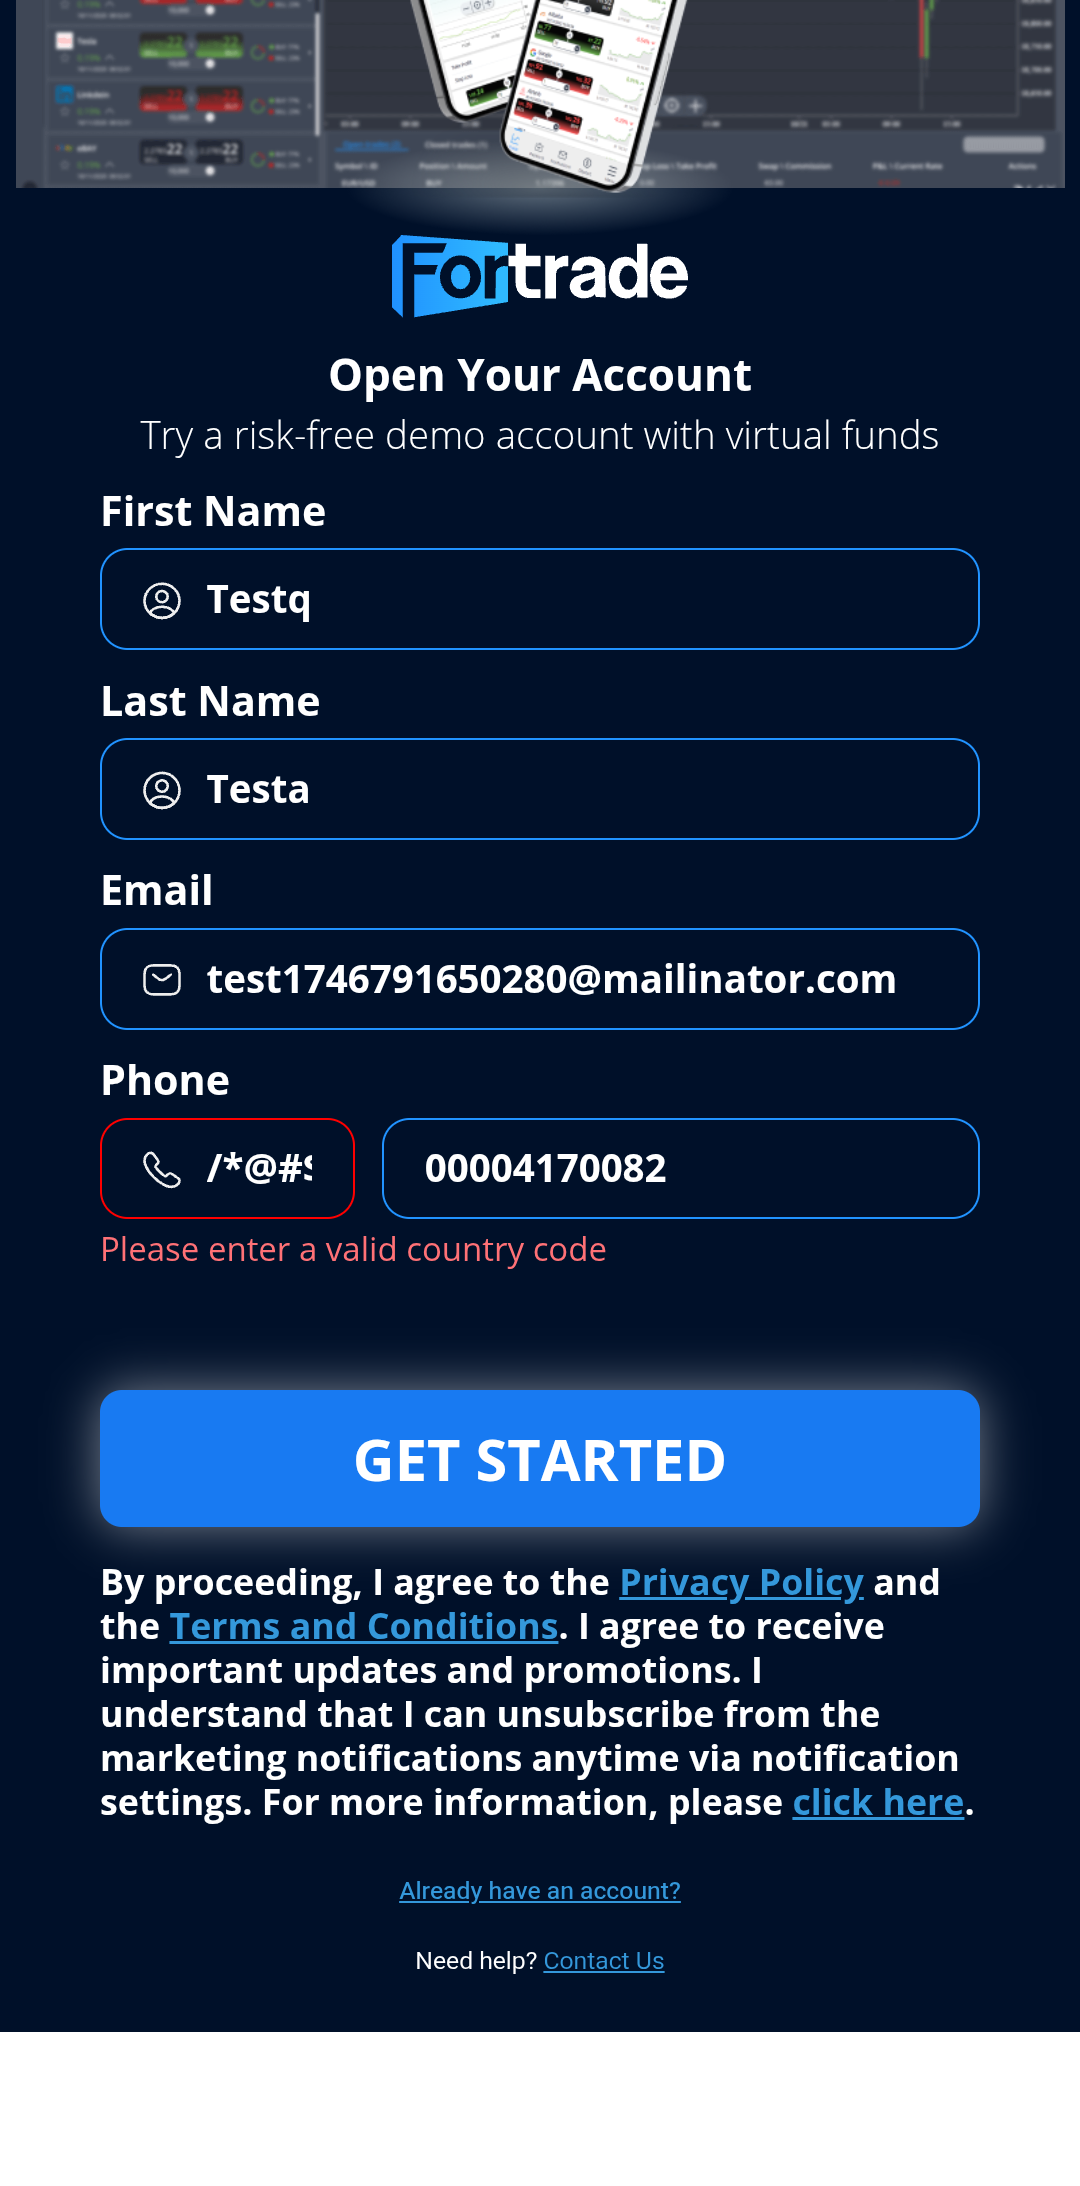 Fortrade
Open Your Account
Try a risk-free demo account with virtual funds
First Name
Testq
Last Name
Testa
Email
test1746791650280@mailinator.com
Phone
/*@#$ 00004170082
Please enter a valid country code
GET STARTED
By proceeding, I agree to the Privacy Policy and
the Terms and Conditions. I agree to receive
important updates and promotions. I
understand that I can unsubscribe from the
marketing notifications anytime via notification
settings. For more information, please click here.
Already have an account?
Need help? Contact Us